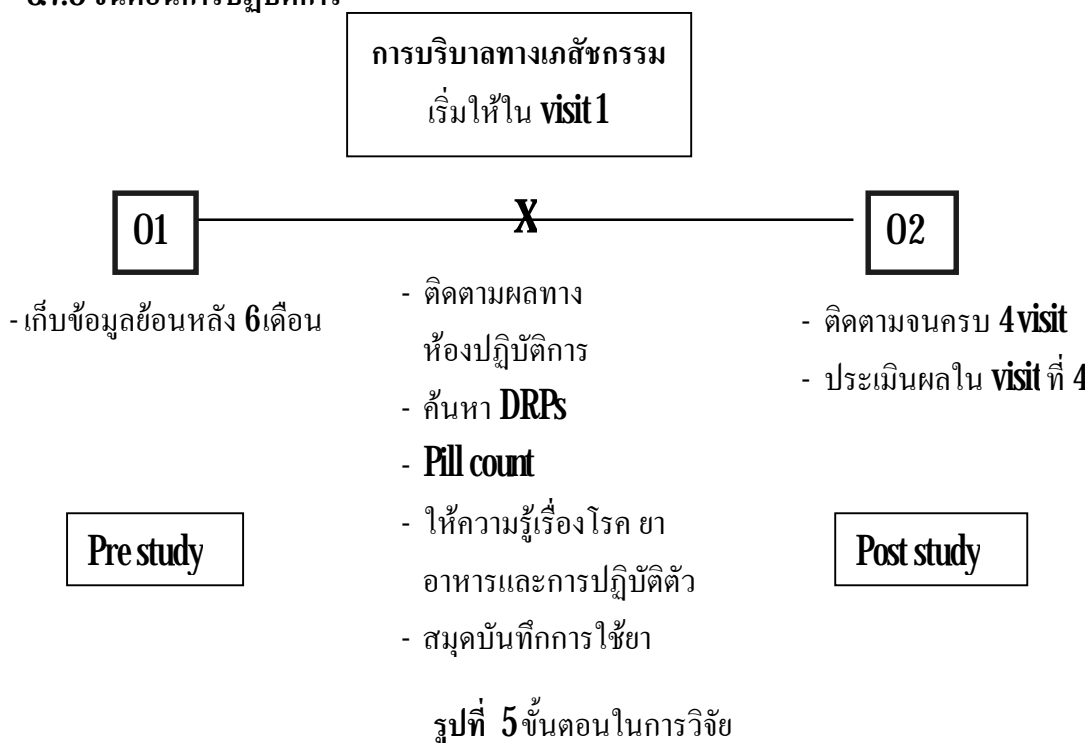 การบริบาลทางเภสัชกรรม
เริ่มให้ใน visit 1
O1
X
O2
- เก็บข้อมูลย้อนหลัง 6 เดือน
- ติดตามผลทาง
ห้องปฏิบัติการ
- ค้นหา DRPs
- Pill count
- ให้ความรู้เรื่องโรค ยา
อาหารและการปฏิบัติตัว
- สมุดบันทึกการใช้ยา
- ติดตามจนครบ 4 visit
- ประเมินผลใน visit ที่ 4
Pre study
Post study
รูปที่ 5 ขั้นตอนในการวิจัย